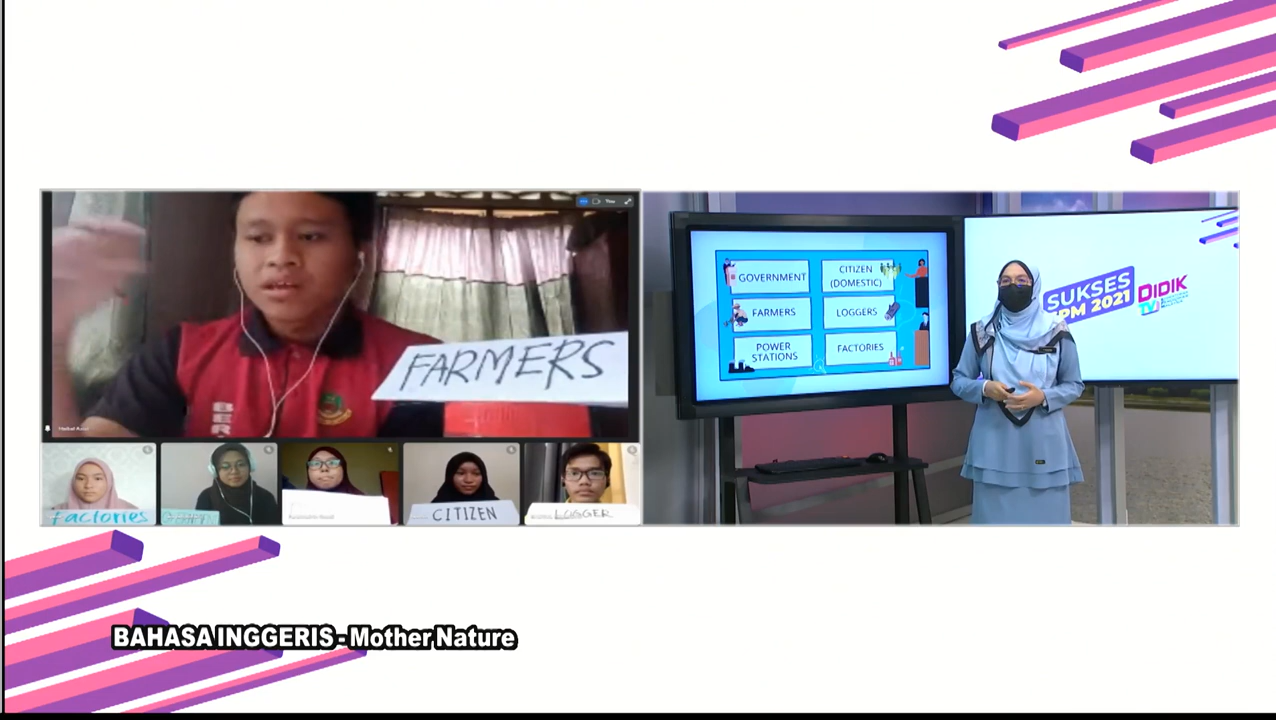 FARMERS
factories
CITIZEN
LOGGER
GOVERNMENT
CITIZEN
(DOMESTIC)
FARMERS
LOGGERS
POWER
STATIONS
FACTORIES
SUKSES
SPM 2021
DIDIK
TV
BAHASA INGGERIS - Mother Nature